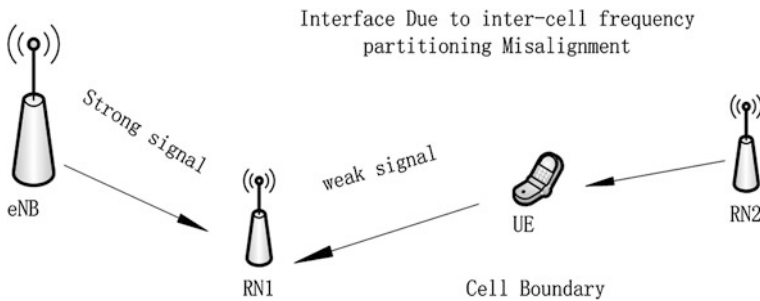 Interface Due to inter-cell frequency
partitioning Misalignment
Strong signal
weak signal
eNB
RN1
UE
RN2
Cell Boundary